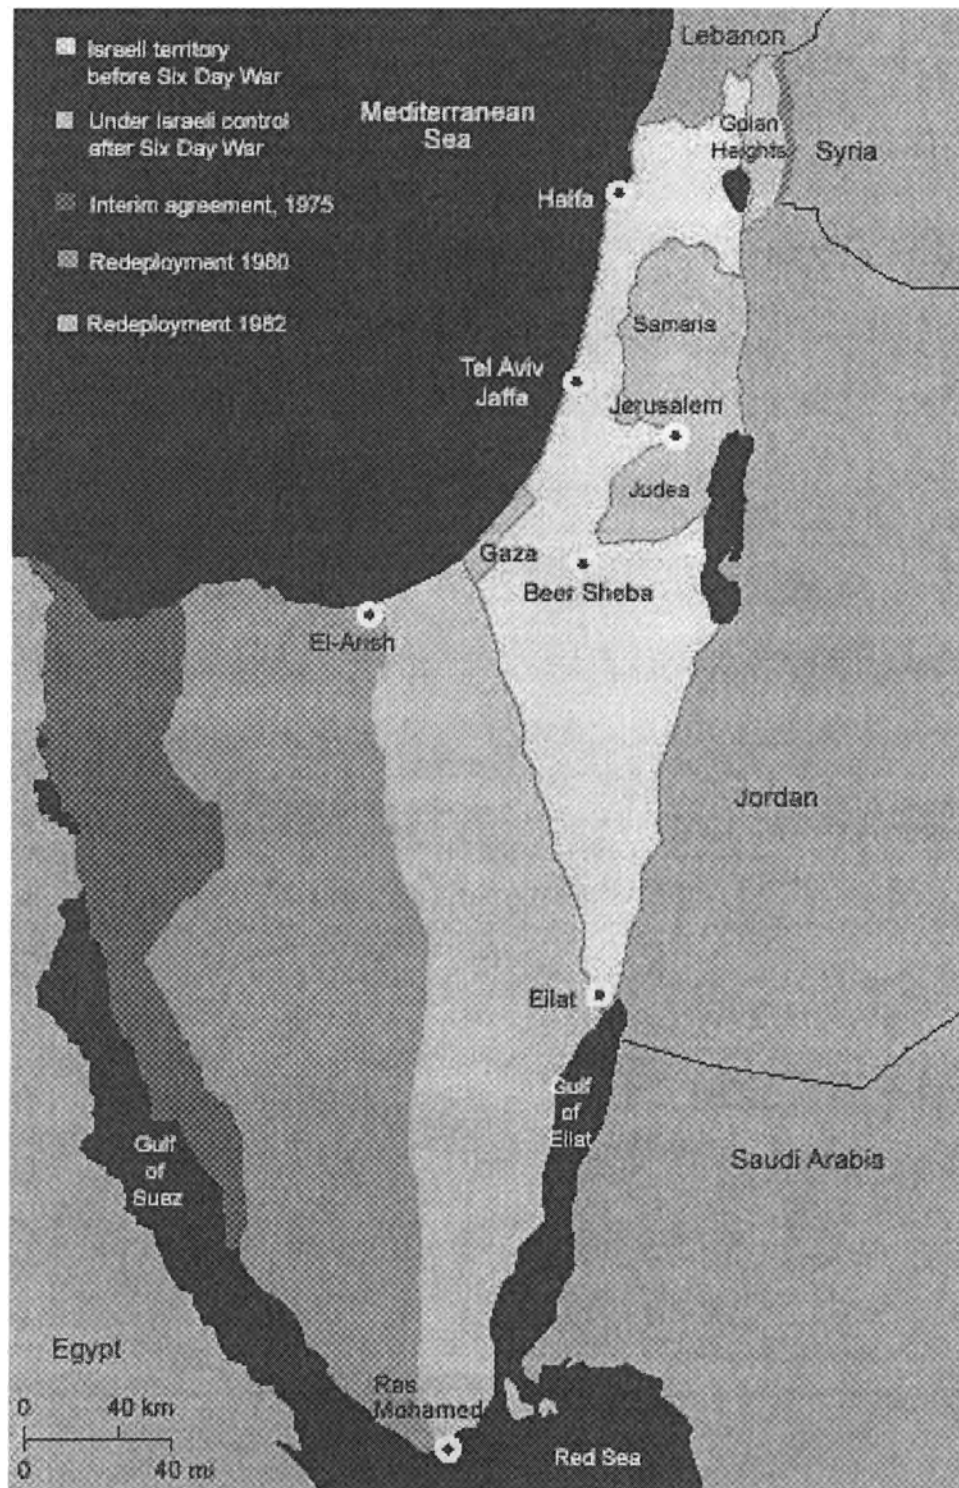 Israeli territory
before Six Day War
Under Israeli control
after Six Day War
Interim agreement, 1975
Redeployment 1980
Redeployment 1982
Lebanon
Mediterranean
Sea
Golan
Heights
Syria
Haifa
Samaria
Tel Aviv
Jaffa
Jerusalem
Judea
Gaza
Beer Sheba
El-Arish
Jordan
Eilat
Gulf
of
Eilat
Gulf
of
Suez
Saudi Arabia
Egypt
Ras
Mohamed
0 40 km
0 40 mi
Red Sea